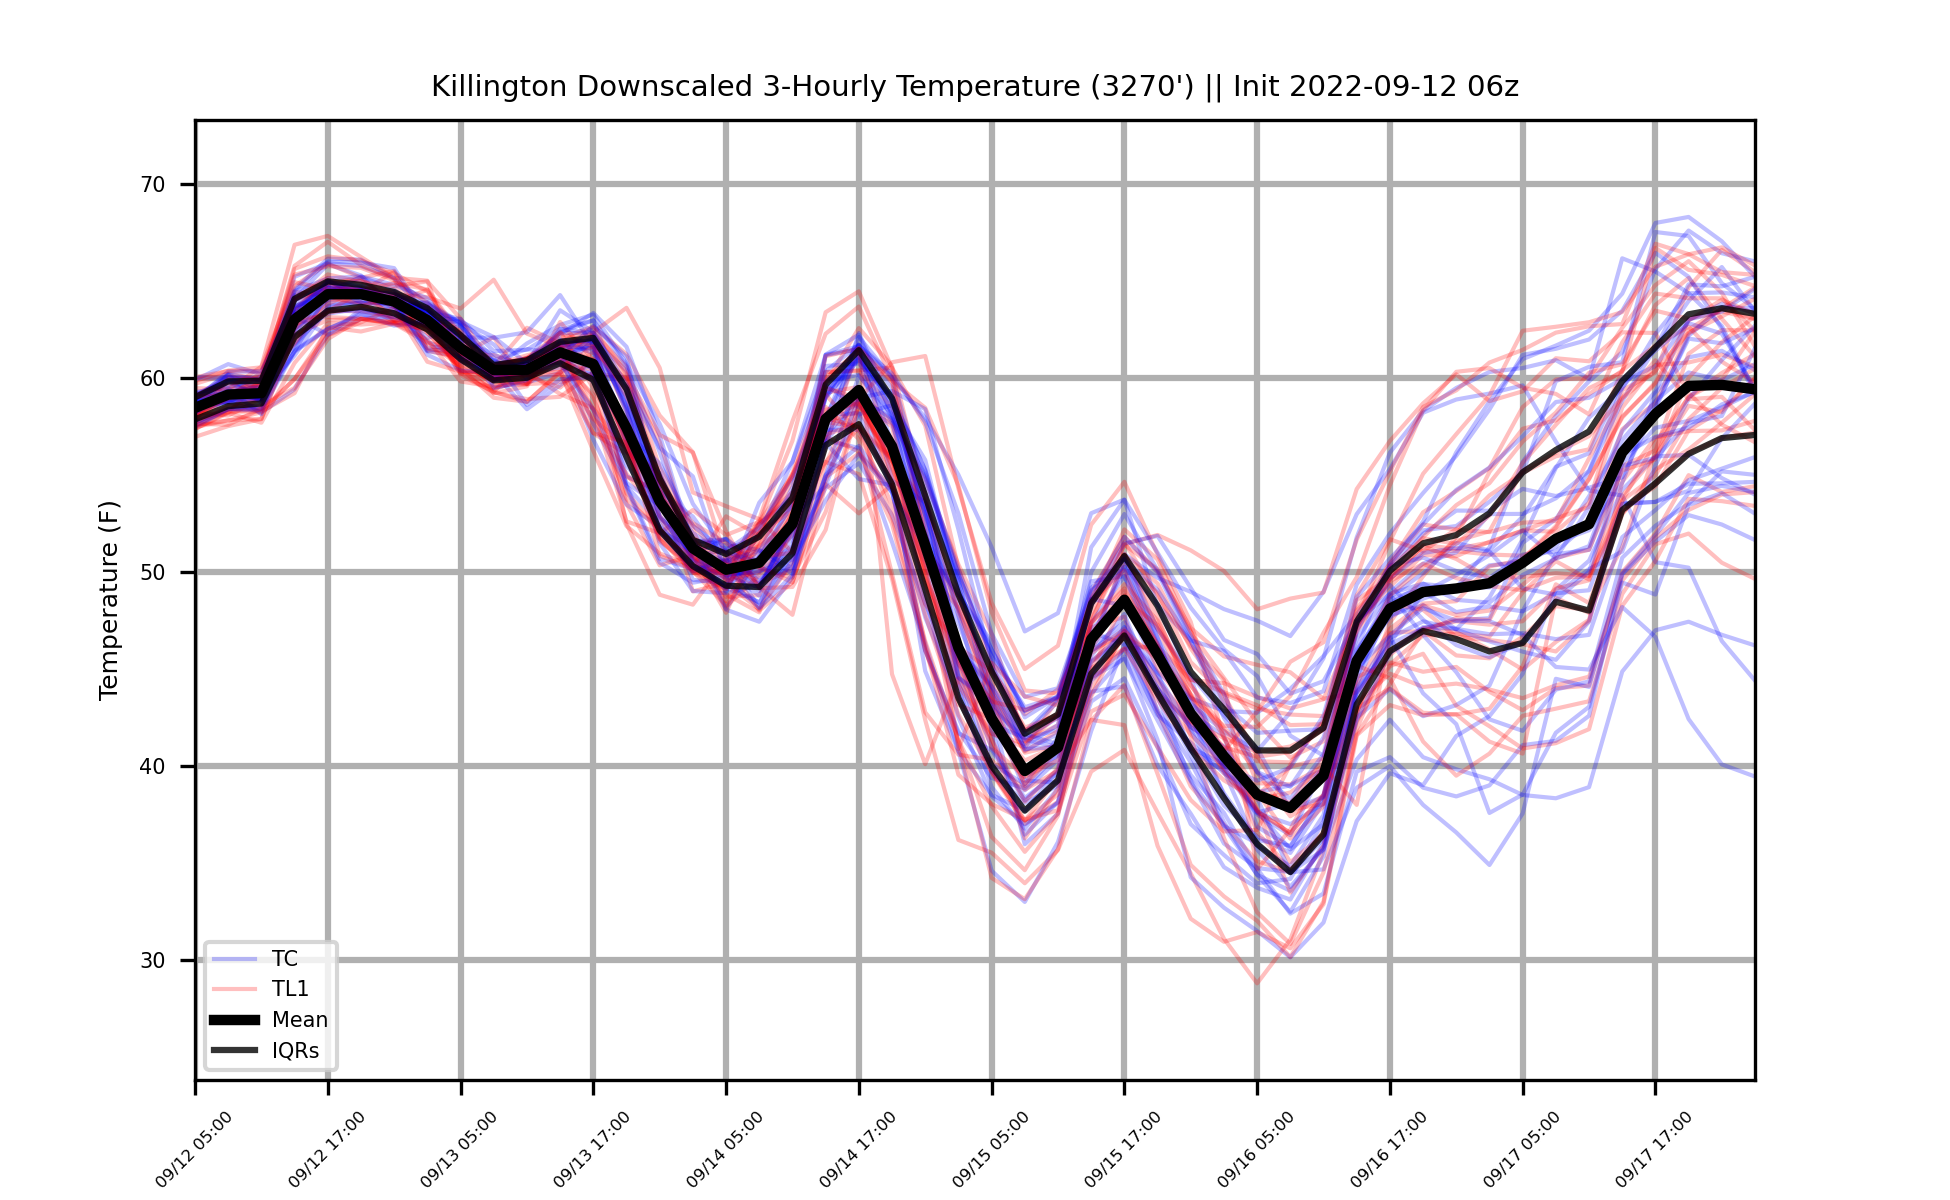 Killington Downscaled 3-Hourly Temperature (3270') || Init 2022-09-12 06z
Temperature (F)
70
60
50
40
30
TC
TL1
Mean
IQRs
09/12 05:00
09/12 17:00
09/13 05:00
09/13 17:00
09/14 05:00
09/14 17:00
09/15 05:00
09/15 17:00
09/16 05:00
09/16 17:00
09/17 05:00
09/17 17:00